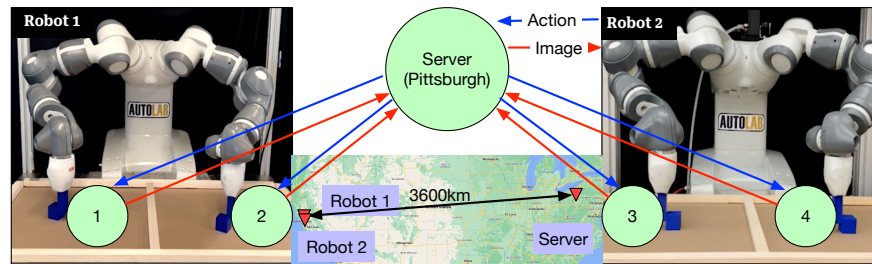 Robot 1
Action
Robot 2
Image
Server
(Pittsburgh)
AUTOLAB
AUTOLAB
1
2
Robot 1
3600km
Robot 2
Server
3
4